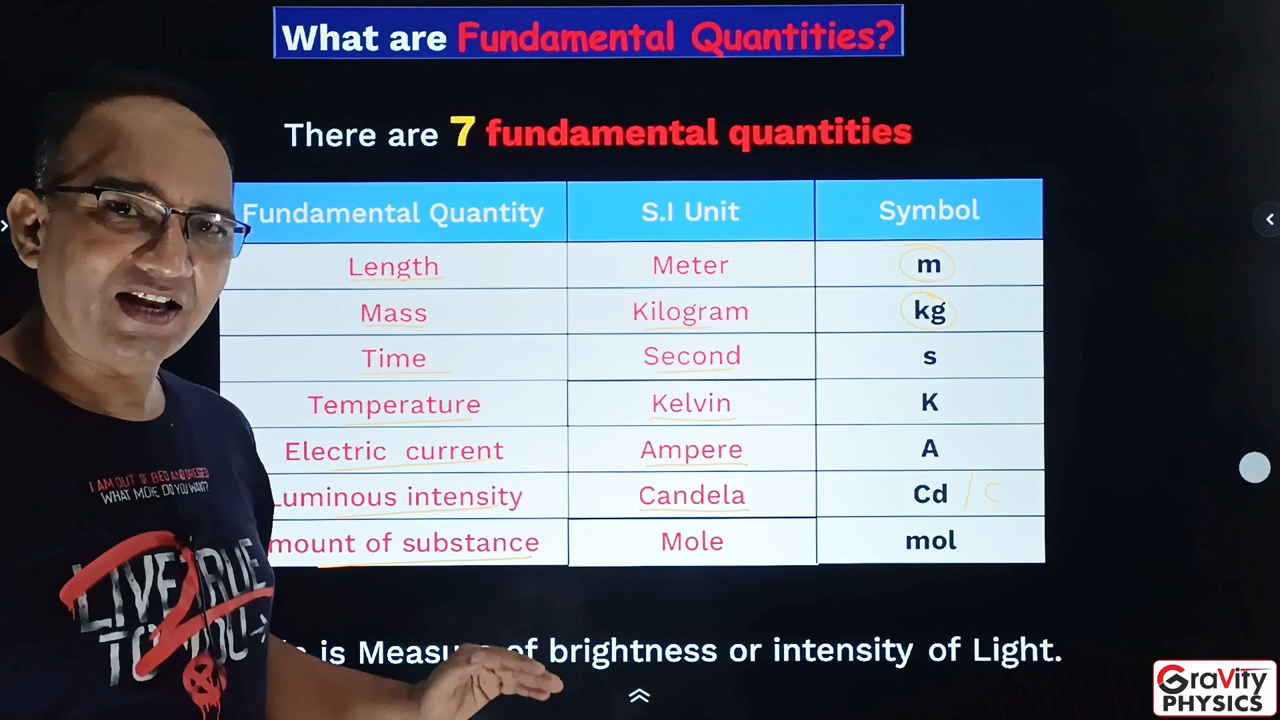 What are Fundamental Quantities?
There are 7 fundamental quantities
Fundamental Quantity S.I Unit Symbol
Length Meter m
Mass Kilogram kg
Time Second s
Temperature Kelvin K
Electric current Ampere A
Luminous intensity Candela Cd / C
mount of substance Mole mol
is Measure of brightness or intensity of Light.
I AM OUT OF BED AND DRESSED
WHAT MORE DO YOU WANT?
LIVE TRUE
TO YOU
GraVity
PHYSICS